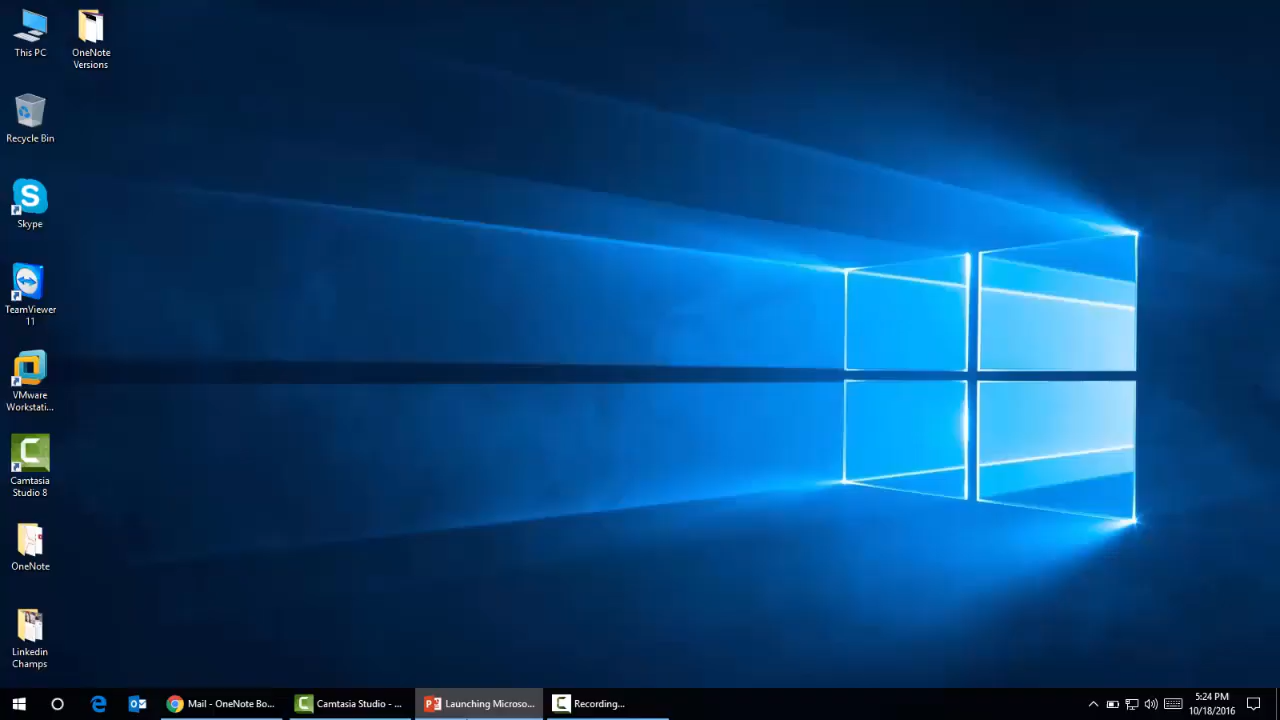 This PC
OneNote
Versions
Recycle Bin
Skype
TeamViewer
11
VMware
Workstati...
Camtasia
Studio 8
OneNote
Linkedin
Champs
Mail - OneNote Bo...
Camtasia Studio - ...
Launching Microso...
Recording...
5:24 PM
10/18/2016